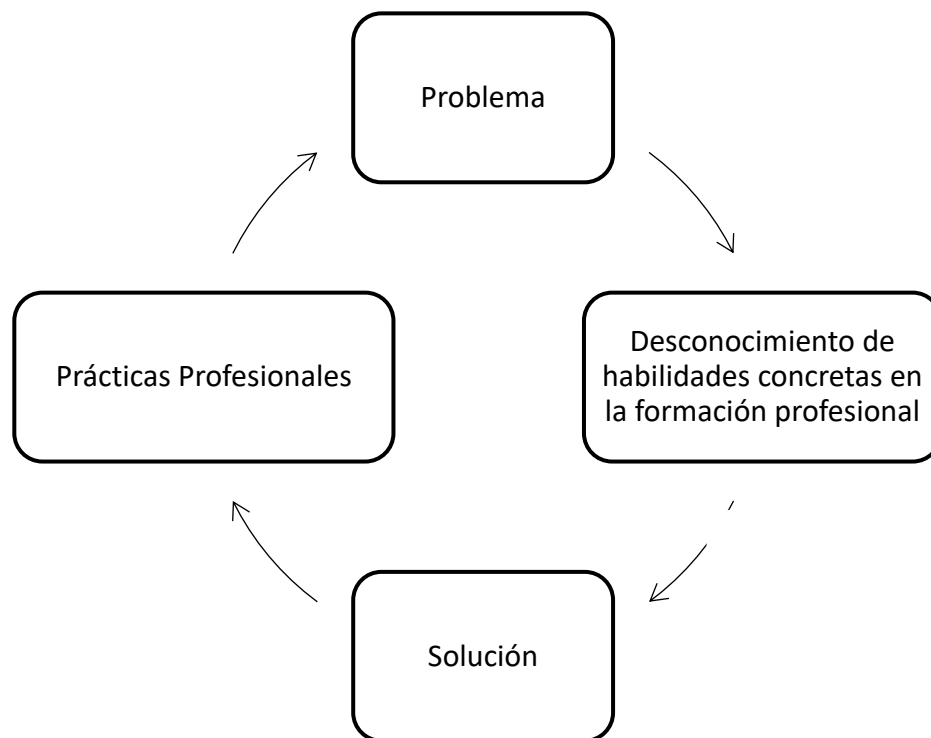 Problema
Desconocimiento de
habilidades concretas en
la formación profesional
Solución
Prácticas Profesionales